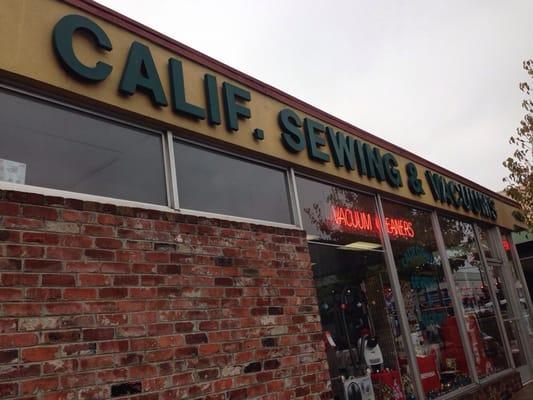 CALIF. SEWING & VACUUMS
VACUUM CLEANERS